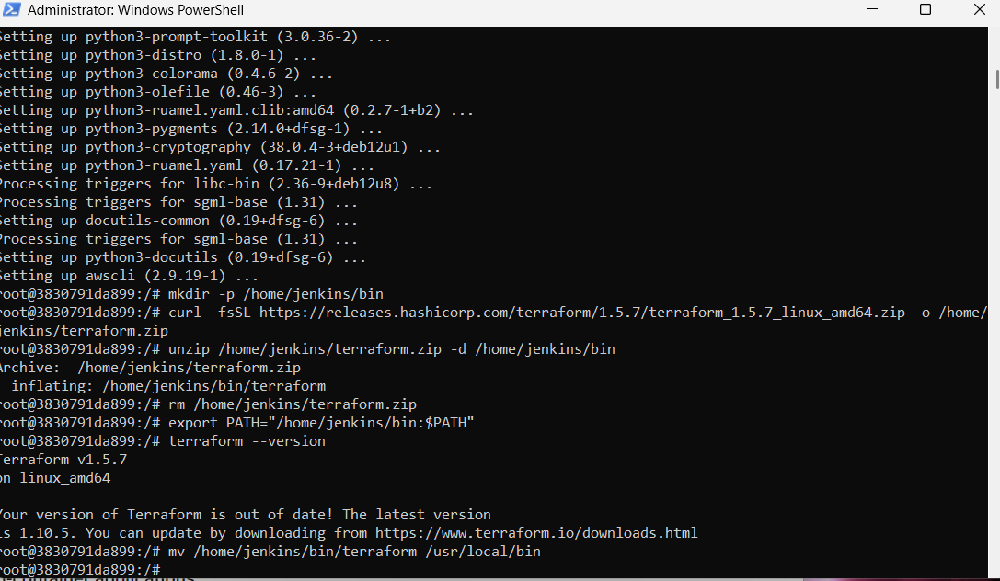 Administrator: Windows PowerShell
Setting up python3-prompt-toolkit (3.0.36-2) ...
Setting up python3-distro (1.8.0-1) ...
Setting up python3-colorama (0.4.6-2) ...
Setting up python3-olefile (0.46-3) ...
Setting up python3-ruamel.yaml.clib:amd64 (0.2.7-1+b2) ...
Setting up python3-pygments (2.14.0+dfsg-1) ...
Setting up python3-cryptography (38.0.4-3+deb12u1) ...
Setting up python3-ruamel.yaml (0.17.21-1) ...
Processing triggers for libc-bin (2.36-9+deb12u8) ...
Processing triggers for sgml-base (1.31) ...
Setting up docutils-common (0.19+dfsg-6) ...
Processing triggers for sgml-base (1.31) ...
Setting up python3-docutils (0.19+dfsg-6) ...
Setting up awscli (2.9.19-1) ...
root@3830791da899:/# mkdir -p /home/jenkins/bin
root@3830791da899:/# curl -fsSL https://releases.hashicorp.com/terraform/1.5.7/terraform_1.5.7_linux_amd64.zip -o /home/
jenkins/terraform.zip
root@3830791da899:/# unzip /home/jenkins/terraform.zip -d /home/jenkins/bin
Archive:  /home/jenkins/terraform.zip
  inflating: /home/jenkins/bin/terraform
root@3830791da899:/# rm /home/jenkins/terraform.zip
root@3830791da899:/# export PATH="/home/jenkins/bin:$PATH"
root@3830791da899:/# terraform --version
Terraform v1.5.7
on linux_amd64
Your version of Terraform is out of date! The latest version
is 1.10.5. You can update by downloading from https://www.terraform.io/downloads.html
root@3830791da899:/# mv /home/jenkins/bin/terraform /usr/local/bin
root@3830791da899:/#